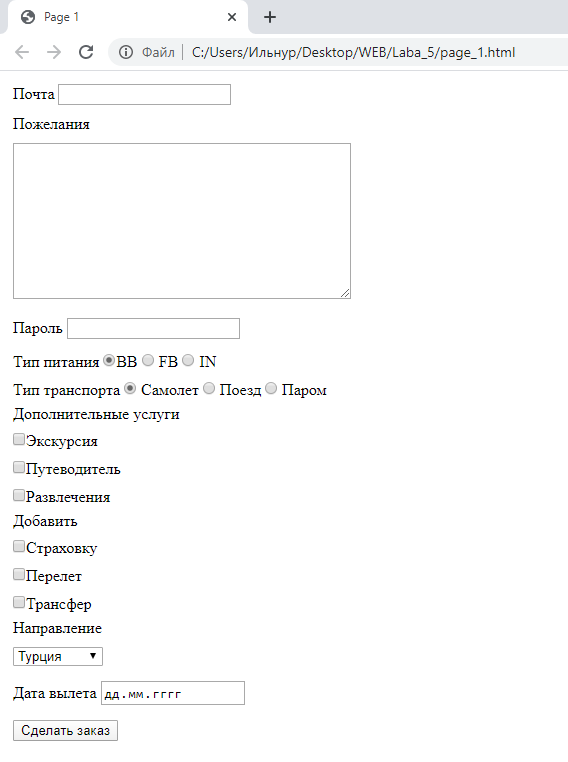 Page 1
Файл C:/Users/Ильнур/Desktop/WEB/Laba_5/page_1.html
Почта
Пожелания
Пароль
Тип питания BB FB IN
Тип транспорта Самолет Поезд Паром
Дополнительные услуги
Экскурсия
Путеводитель
Развлечения
Добавить
Страховку
Перелет
Трансфер
Направление
Турция
Дата вылета дд.мм.гггг
Сделать заказ